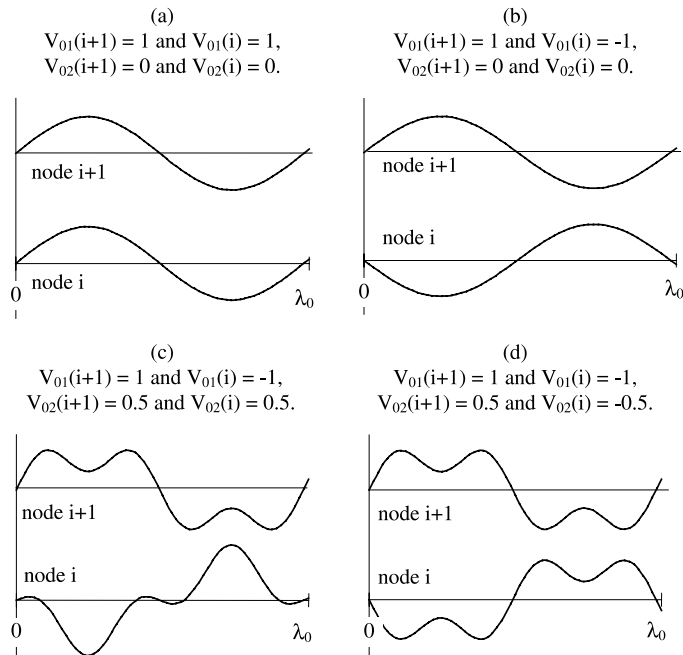 (a)
V01(i+1) = 1 and V01(i) = 1,
V02(i+1) = 0 and V02(i) = 0.
node i+1
node i
0
λ0
(b)
V01(i+1) = 1 and V01(i) = -1,
V02(i+1) = 0 and V02(i) = 0.
node i+1
node i
0
λ0
(c)
V01(i+1) = 1 and V01(i) = -1,
V02(i+1) = 0.5 and V02(i) = 0.5.
node i+1
node i
0
λ0
(d)
V01(i+1) = 1 and V01(i) = -1,
V02(i+1) = 0.5 and V02(i) = -0.5.
node i+1
node i
0
λ0